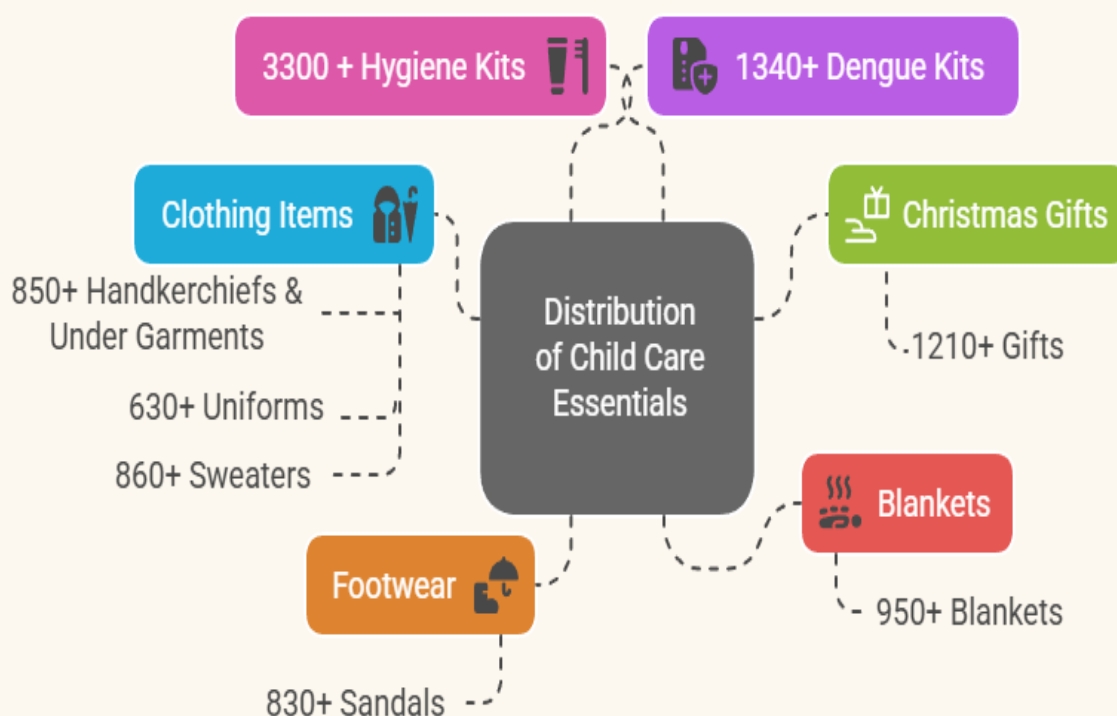 3300 + Hygiene Kits
1340+ Dengue Kits
Clothing Items
Christmas Gifts
850+ Handkerchiefs &
Under Garments
630+ Uniforms
860+ Sweaters
Distribution
of Child Care
Essentials
1210+ Gifts
Blankets
950+ Blankets
Footwear
830+ Sandals